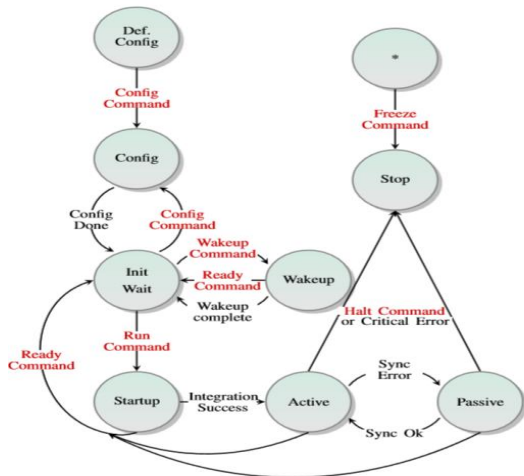 Def.
Config
*
Config
Command
Freeze
Command
Config
Stop
Config
Done
Config
Command
Wakeup
Command
Init
Wait
Ready
Command
Wakeup
Wakeup
complete
Halt Command
or Critical Error
Run
Command
Ready
Command
Sync
Error
Startup
Integration
Success
Active
Passive
Sync Ok